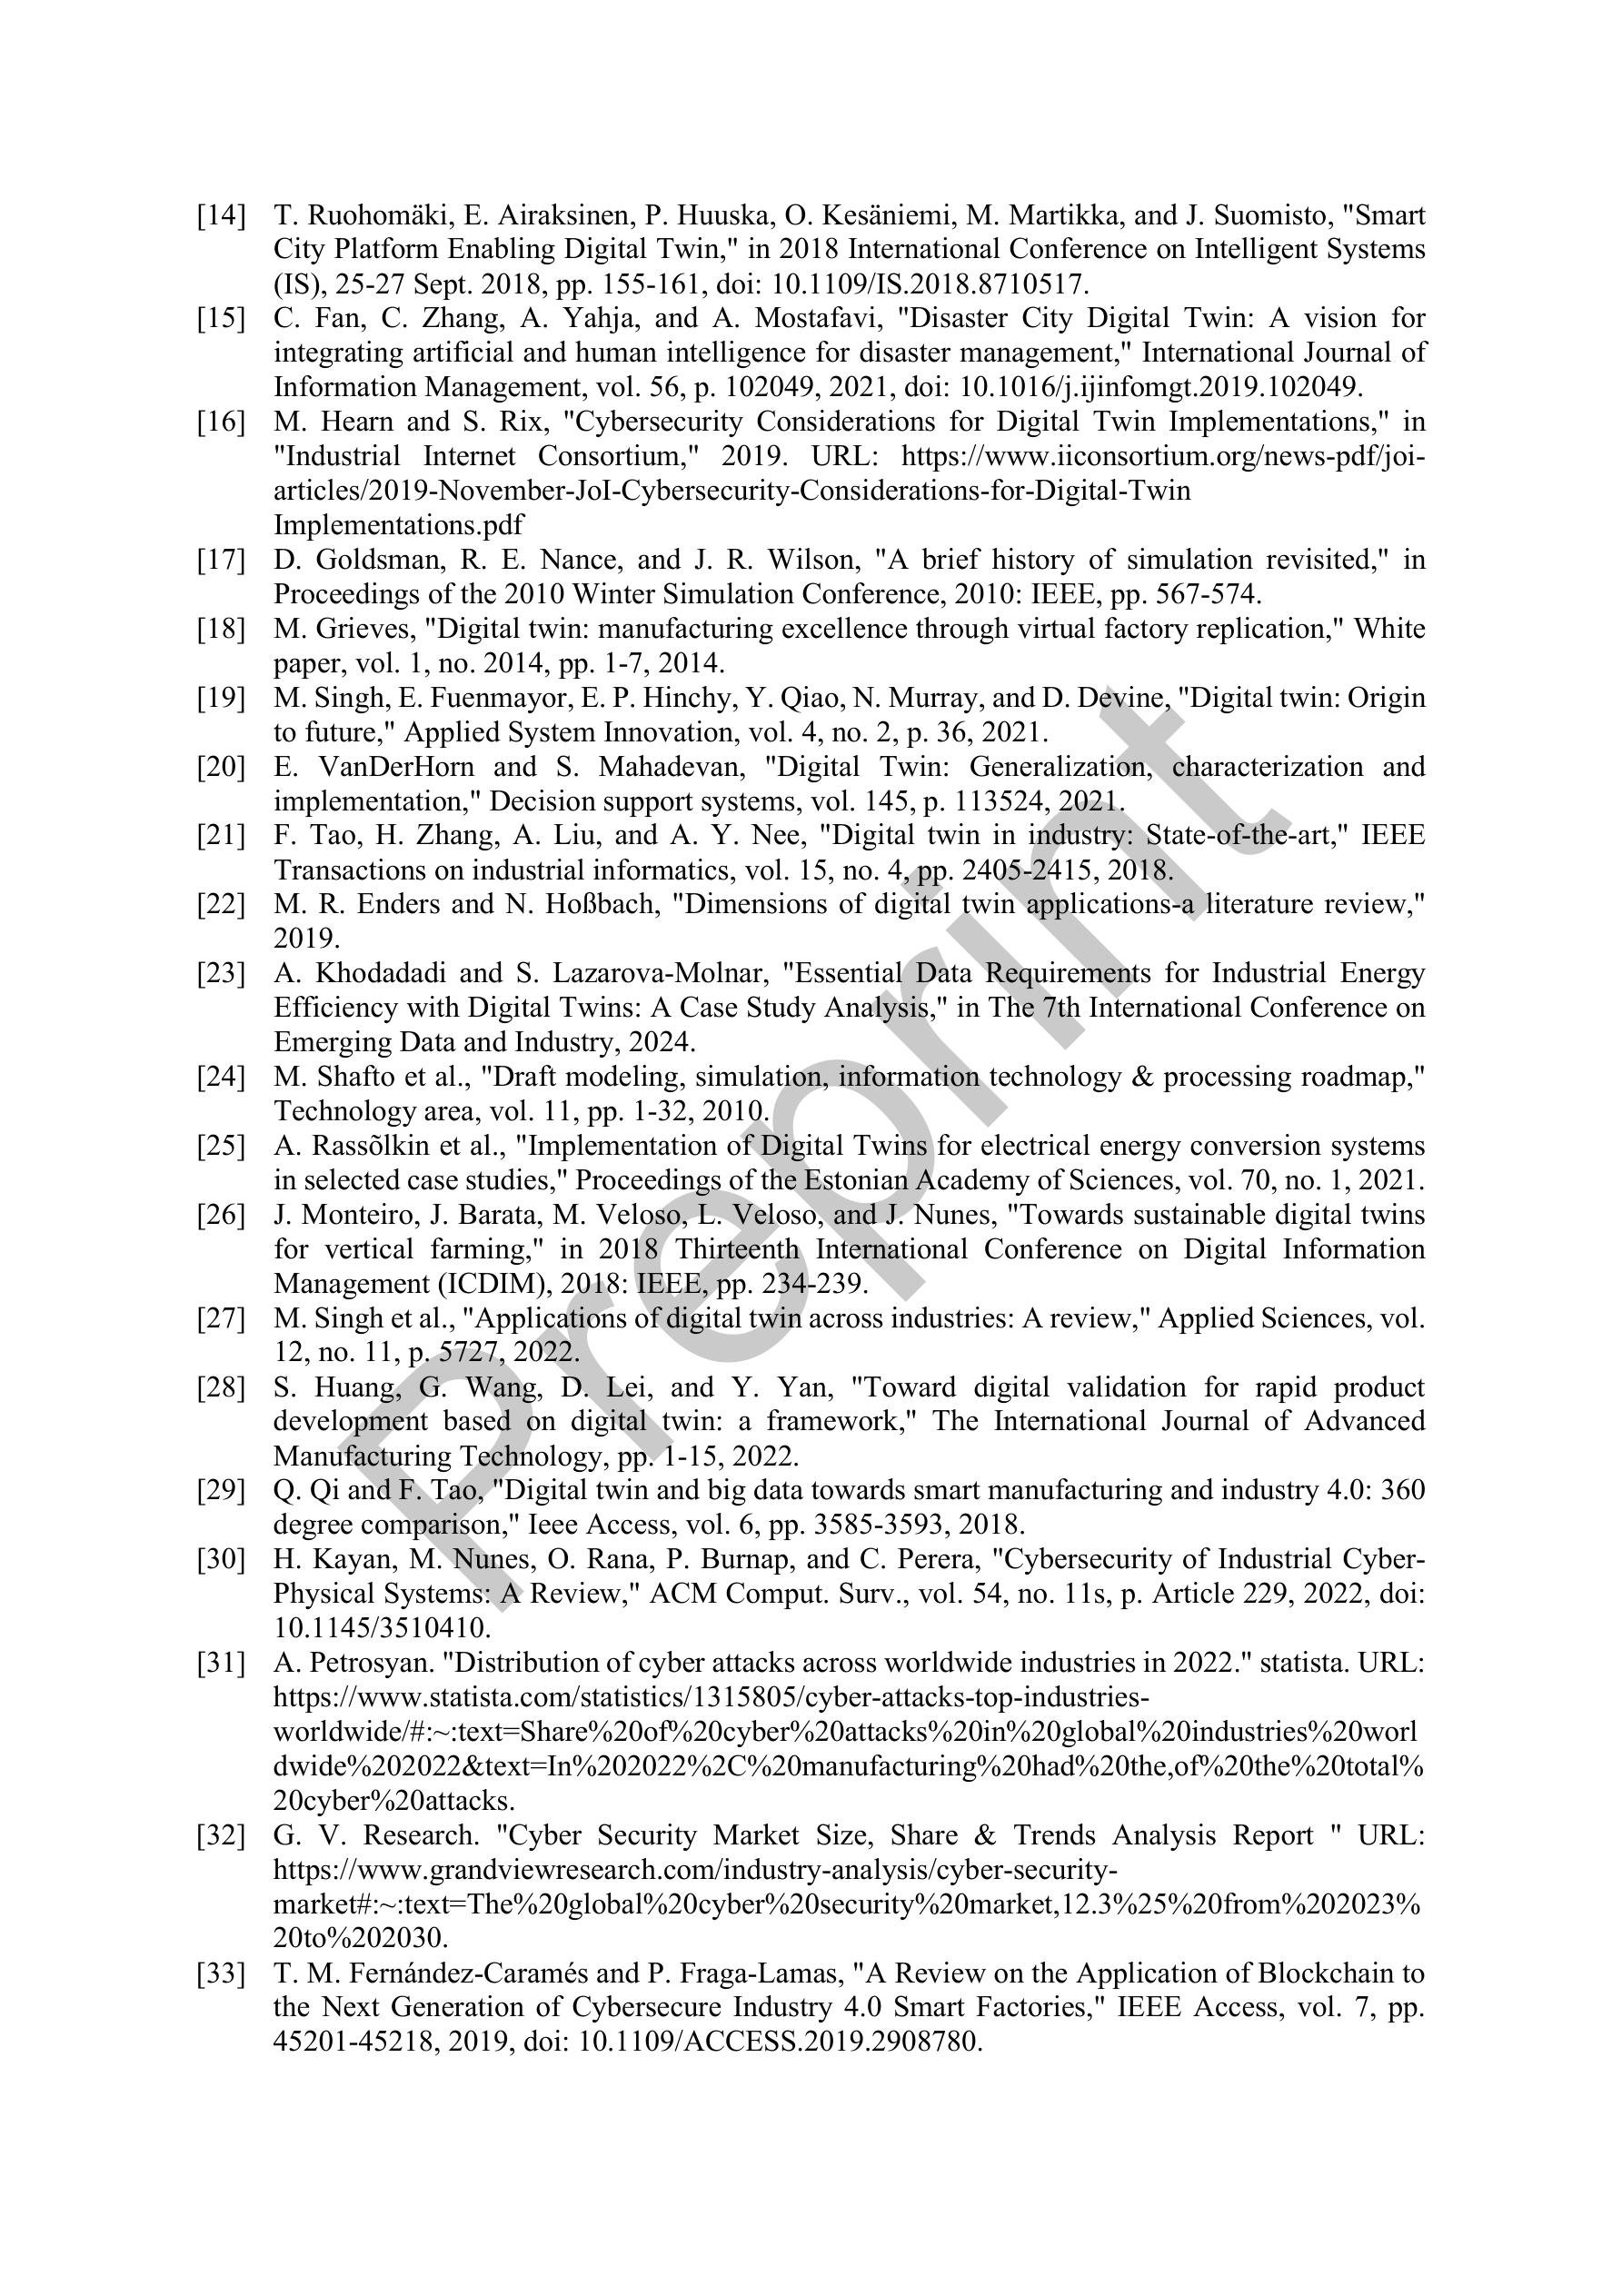 [14] T. Ruohomäki, E. Airaksinen, P. Huuska, O. Kesäniemi, M. Martikka, and J. Suomisto, "Smart
City Platform Enabling Digital Twin," in 2018 International Conference on Intelligent Systems
(IS), 25-27 Sept. 2018, pp. 155-161, doi: 10.1109/IS.2018.8710517.
[15] C. Fan, C. Zhang, A. Yahja, and A. Mostafavi, "Disaster City Digital Twin: A vision for
integrating artificial and human intelligence for disaster management," International Journal of
Information Management, vol. 56, p. 102049, 2021, doi: 10.1016/j.ijinfomgt.2019.102049.
[16] M. Hearn and S. Rix, "Cybersecurity Considerations for Digital Twin Implementations," in
"Industrial Internet Consortium," 2019. URL: https://www.iiconsortium.org/news-pdf/joi-
articles/2019-November-JoI-Cybersecurity-Considerations-for-Digital-Twin
Implementations.pdf
[17] D. Goldsman, R. E. Nance, and J. R. Wilson, "A brief history of simulation revisited," in
Proceedings of the 2010 Winter Simulation Conference, 2010: IEEE, pp. 567-574.
[18] M. Grieves, "Digital twin: manufacturing excellence through virtual factory replication," White
paper, vol. 1, no. 2014, pp. 1-7, 2014.
[19] M. Singh, E. Fuenmayor, E. P. Hinchy, Y. Qiao, N. Murray, and D. Devine, "Digital twin: Origin
to future," Applied System Innovation, vol. 4, no. 2, p. 36, 2021.
[20] E. VanDerHorn and S. Mahadevan, "Digital Twin: Generalization, characterization and
implementation," Decision support systems, vol. 145, p. 113524, 2021.
[21] F. Tao, H. Zhang, A. Liu, and A. Y. Nee, "Digital twin in industry: State-of-the-art," IEEE
Transactions on industrial informatics, vol. 15, no. 4, pp. 2405-2415, 2018.
[22] M. R. Enders and N. Hoßbach, "Dimensions of digital twin applications-a literature review,"
2019.
[23] A. Khodadadi and S. Lazarova-Molnar, "Essential Data Requirements for Industrial Energy
Efficiency with Digital Twins: A Case Study Analysis," in The 7th International Conference on
Emerging Data and Industry, 2024.
[24] M. Shafto et al., "Draft modeling, simulation, information technology & processing roadmap,"
Technology area, vol. 11, pp. 1-32, 2010.
[25] A. Rassõlkin et al., "Implementation of Digital Twins for electrical energy conversion systems
in selected case studies," Proceedings of the Estonian Academy of Sciences, vol. 70, no. 1, 2021.
[26] J. Monteiro, J. Barata, M. Veloso, L. Veloso, and J. Nunes, "Towards sustainable digital twins
for vertical farming," in 2018 Thirteenth International Conference on Digital Information
Management (ICDIM), 2018: IEEE, pp. 234-239.
[27] M. Singh et al., "Applications of digital twin across industries: A review," Applied Sciences, vol.
12, no. 11, p. 5727, 2022.
[28] S. Huang, G. Wang, D. Lei, and Y. Yan, "Toward digital validation for rapid product
development based on digital twin: a framework," The International Journal of Advanced
Manufacturing Technology, pp. 1-15, 2022.
[29] Q. Qi and F. Tao, "Digital twin and big data towards smart manufacturing and industry 4.0: 360
degree comparison," Ieee Access, vol. 6, pp. 3585-3593, 2018.
[30] H. Kayan, M. Nunes, O. Rana, P. Burnap, and C. Perera, "Cybersecurity of Industrial Cyber-
Physical Systems: A Review," ACM Comput. Surv., vol. 54, no. 11s, p. Article 229, 2022, doi:
10.1145/3510410.
[31] A. Petrosyan. "Distribution of cyber attacks across worldwide industries in 2022." statista. URL:
https://www.statista.com/statistics/1315805/cyber-attacks-top-industries-
worldwide/#:~:text=Share%20of%20cyber%20attacks%20in%20global%20industries%20worl
dwide%202022&text=In%202022%2C%20manufacturing%20had%20the,of%20the%20total%
20cyber%20attacks.
[32] G. V. Research. "Cyber Security Market Size, Share & Trends Analysis Report " URL:
https://www.grandviewresearch.com/industry-analysis/cyber-security-
market#:~:text=The%20global%20cyber%20security%20market,12.3%25%20from%202023%
20to%202030.
[33] T. M. Fernández-Caramés and P. Fraga-Lamas, "A Review on the Application of Blockchain to
the Next Generation of Cybersecure Industry 4.0 Smart Factories," IEEE Access, vol. 7, pp.
45201-45218, 2019, doi: 10.1109/ACCESS.2019.2908780.
Preprint